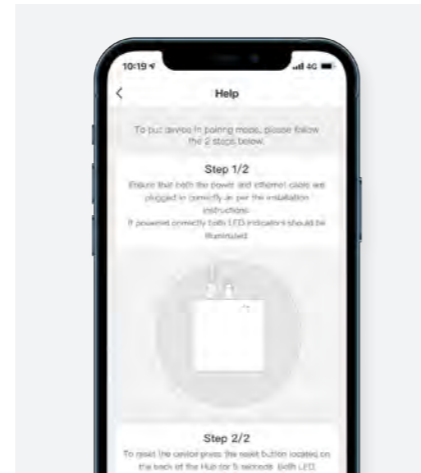 10:19
4G
Help
To put device in pairing mode, please follow
the 2 steps below.
Step 1/2
Ensure that both the power and ethernet cables are
plugged in correctly as per the installation
instructions.
If powered correctly both LED indicators should be
illuminated.
Step 2/2
To reset the device press the reset button located on
the back of the Hub for 5 seconds. Both LED